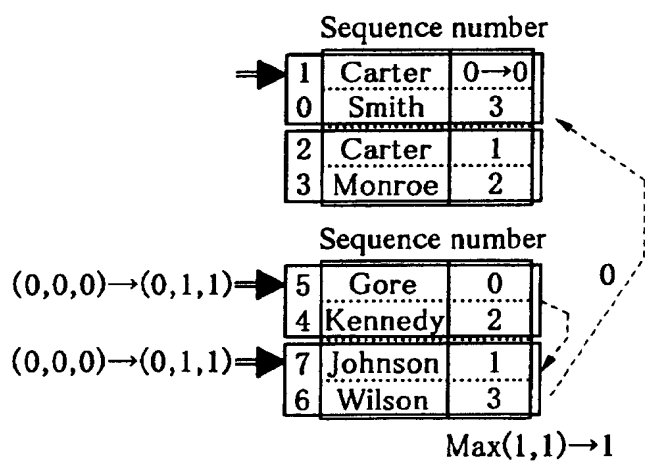 Sequence number
1 Carter 0→0
0 Smith 3
2 Carter 1
3 Monroe 2
Sequence number
(0,0,0)→(0,1,1) 5 Gore 0
0
4 Kennedy 2
(0,0,0)→(0,1,1) 7 Johnson 1
6 Wilson 3
Max(1,1)→1